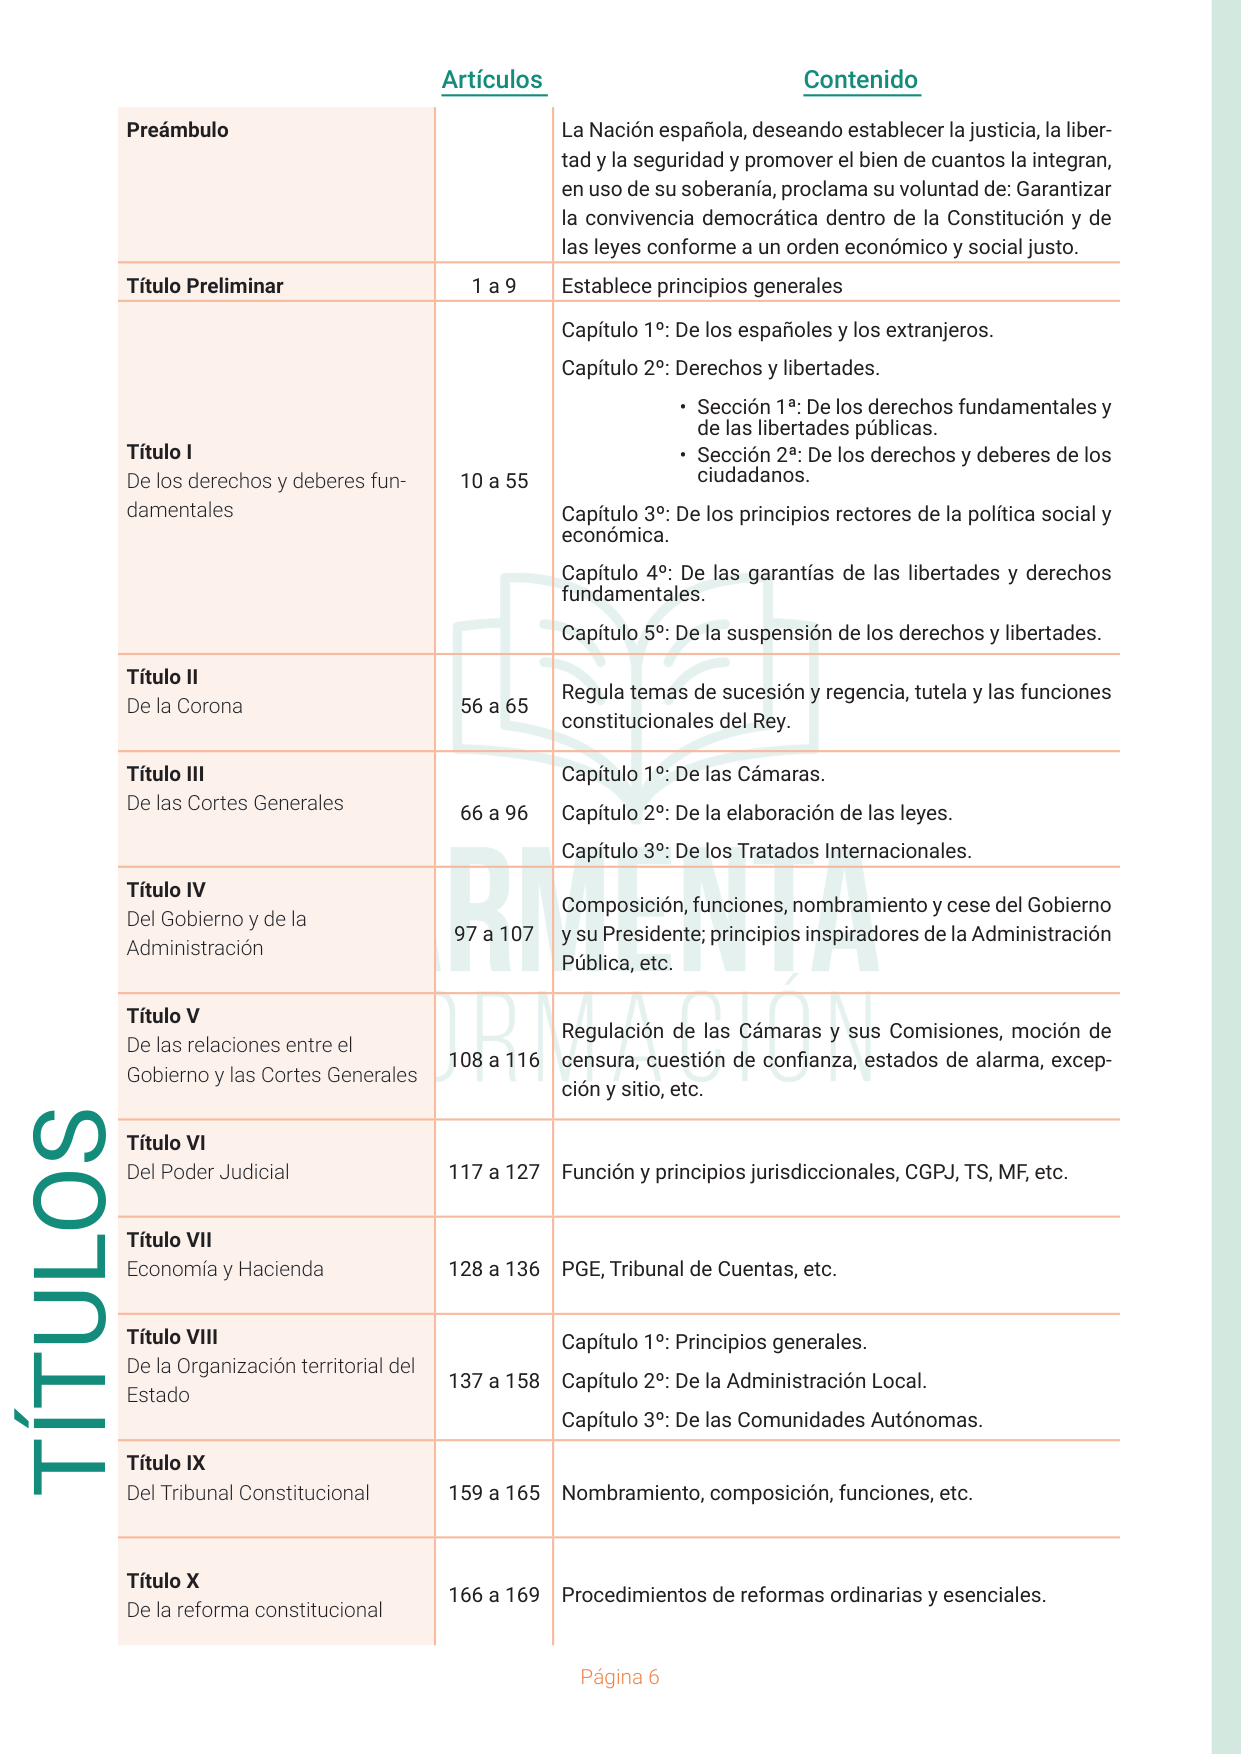 Artículos
Contenido
Preámbulo
La Nación española, deseando establecer la justicia, la liber-
tad y la seguridad y promover el bien de cuantos la integran,
en uso de su soberanía, proclama su voluntad de: Garantizar
la convivencia democrática dentro de la Constitución y de
las leyes conforme a un orden económico y social justo.
Título Preliminar
1 a 9
Establece principios generales
Título I
De los derechos y deberes fun-
damentales
10 a 55
Capítulo 1º: De los españoles y los extranjeros.
Capítulo 2º: Derechos y libertades.
• Sección 1ª: De los derechos fundamentales y
de las libertades públicas.
• Sección 2ª: De los derechos y deberes de los
ciudadanos.
Capítulo 3º: De los principios rectores de la política social y
económica.
Capítulo 4º: De las garantías de las libertades y derechos
fundamentales.
Capítulo 5º: De la suspensión de los derechos y libertades.
Título II
De la Corona
56 a 65
Regula temas de sucesión y regencia, tutela y las funciones
constitucionales del Rey.
Título III
De las Cortes Generales
66 a 96
Capítulo 1º: De las Cámaras.
Capítulo 2º: De la elaboración de las leyes.
Capítulo 3º: De los Tratados Internacionales.
Título IV
Del Gobierno y de la
Administración
97 a 107
Composición, funciones, nombramiento y cese del Gobierno
y su Presidente; principios inspiradores de la Administración
Pública, etc.
Título V
De las relaciones entre el
Gobierno y las Cortes Generales
108 a 116
Regulación de las Cámaras y sus Comisiones, moción de
censura, cuestión de confianza, estados de alarma, excep-
ción y sitio, etc.
Título VI
Del Poder Judicial
117 a 127
Función y principios jurisdiccionales, CGPJ, TS, MF, etc.
Título VII
Economía y Hacienda
128 a 136
PGE, Tribunal de Cuentas, etc.
Título VIII
De la Organización territorial del
Estado
137 a 158
Capítulo 1º: Principios generales.
Capítulo 2º: De la Administración Local.
Capítulo 3º: De las Comunidades Autónomas.
Título IX
Del Tribunal Constitucional
159 a 165
Nombramiento, composición, funciones, etc.
Título X
De la reforma constitucional
166 a 169
Procedimientos de reformas ordinarias y esenciales.
TÍTULOS
ARMENTA
ORMACIÓN
Página 6